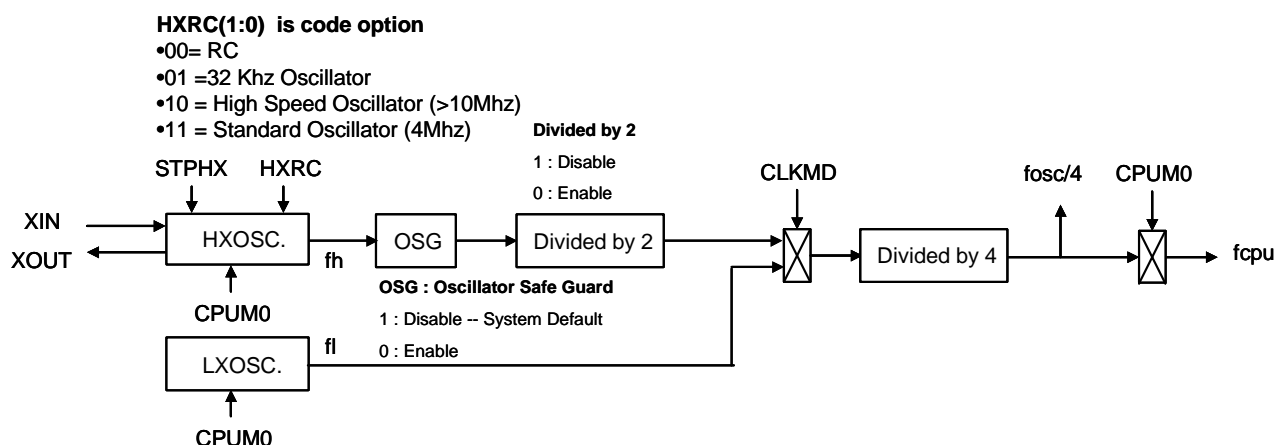 HXRC(1:0) is code option
•00= RC
•01 =32 Khz Oscillator
•10 = High Speed Oscillator (>10Mhz)
•11 = Standard Oscillator (4Mhz)
Divided by 2
1 : Disable
0 : Enable
STPHX
HXRC
CLKMD
fosc/4
CPUM0
XIN
XOUT
HXOSC.
fh
OSG
Divided by 2
Divided by 4
fcpu
CPUM0
OSG : Oscillator Safe Guard
1 : Disable -- System Default
0 : Enable
fl
LXOSC.
CPUM0